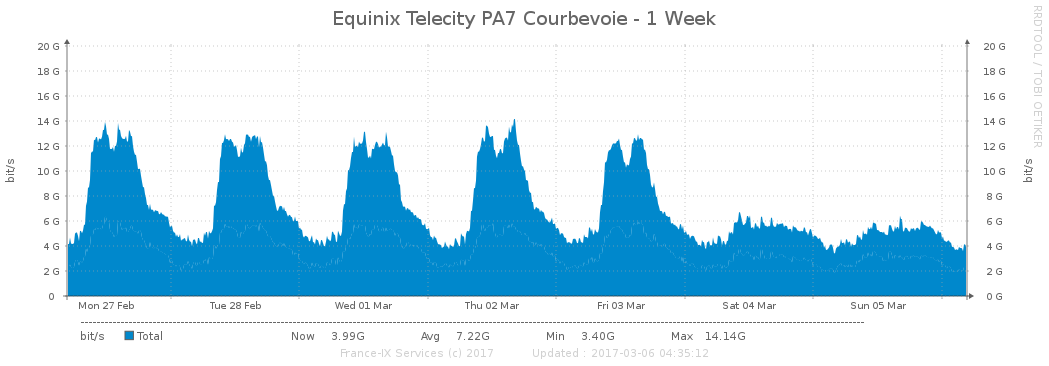 Equinix Telecity PA7 Courbevoie - 1 Week
RRDTOOL / TOBI OETIKER
bit/s
bit/s
20 G 20 G
18 G 18 G
16 G 16 G
14 G 14 G
12 G 12 G
10 G 10 G
8 G 8 G
6 G 6 G
4 G 4 G
2 G 2 G
0 0 G
Mon 27 Feb Tue 28 Feb Wed 01 Mar Thu 02 Mar Fri 03 Mar Sat 04 Mar Sun 05 Mar
bit/s Total Now 3.99G Avg 7.22G Min 3.40G Max 14.14G
France-IX Services (c) 2017 Updated : 2017-03-06 04:35:12